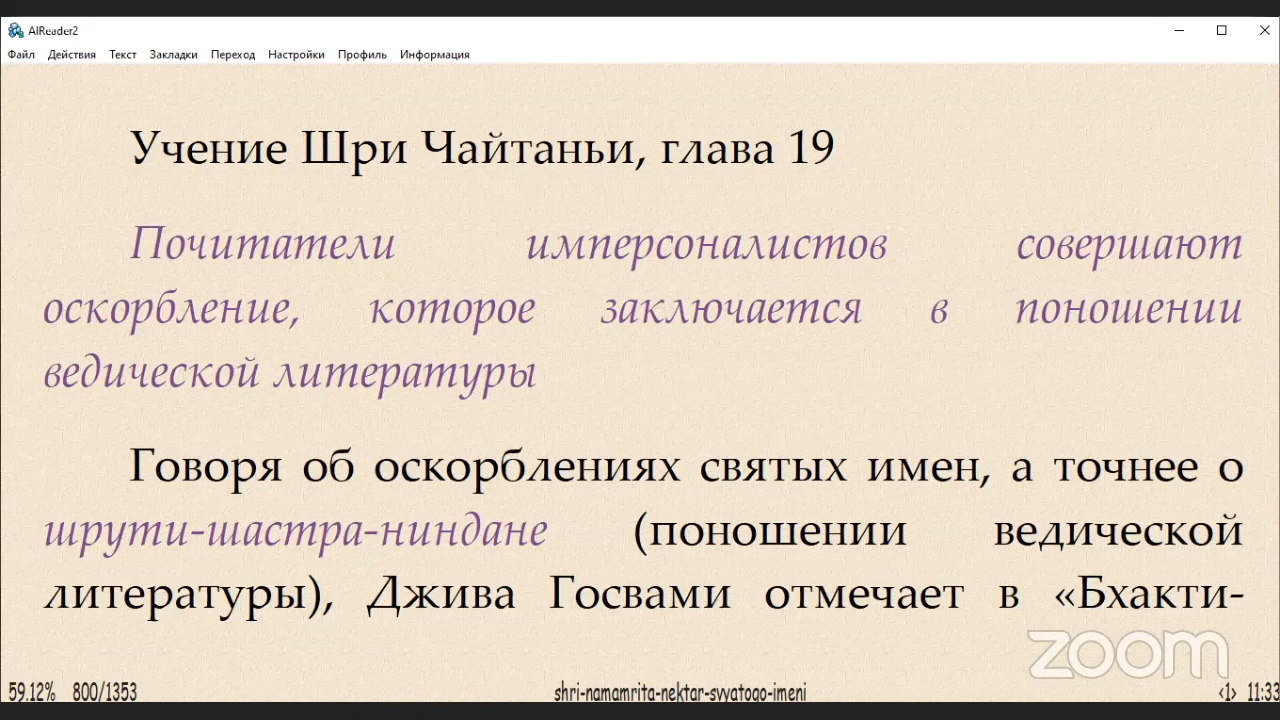 AlReader2
Файл Действия Текст Закладки Переход Настройки Профиль Информация
Учение Шри Чайтаньи, глава 19
Почитатели имперсоналистов совершают
оскорбление, которое заключается в поношении
ведической литературы
Говоря об оскорблениях святых имен, а точнее о
шрути-шастра-ниндане (поношении ведической
литературы), Джива Госвами отмечает в «Бхакти-
zoom
59.12% 800/1353 shri-namamrita-nektar-svyatogo-imeni <1> 11:33